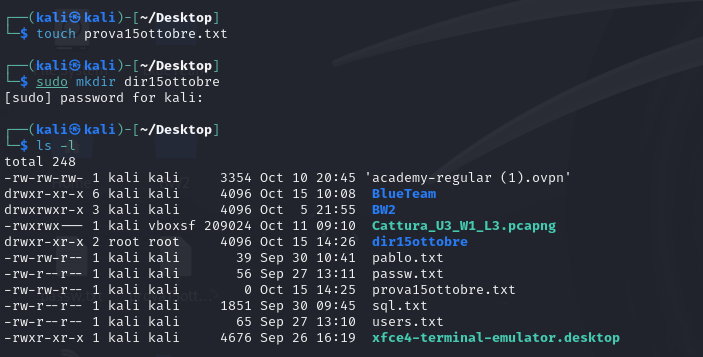 ┌──(kali㉿kali)-[~/Desktop]
└─$ touch prova15ottobre.txt
┌──(kali㉿kali)-[~/Desktop]
└─$ sudo mkdir dir15ottobre
[sudo] password for kali:
┌──(kali㉿kali)-[~/Desktop]
└─$ ls -l
total 248
-rw-rw-rw- 1 kali kali     3354 Oct 10 20:45 'academy-regular (1).ovpn'
drwxr-xr-x 6 kali kali     4096 Oct 15 10:08  BlueTeam
drwxr-xr-x 3 kali kali     4096 Oct  5 21:55  BW2
-rwxrwx--- 1 kali vboxsf 209024 Oct 11 09:10  Cattura_U3_W1_L3.pcapng
drwxr-xr-x 2 root root     4096 Oct 15 14:26  dir15ottobre
-rw-rw-r-- 1 kali kali       39 Sep 30 10:41  pablo.txt
-rw-r--r-- 1 kali kali       56 Sep 27 13:11  passw.txt
-rw-rw-r-- 1 kali kali        0 Oct 15 14:25  prova15ottobre.txt
-rw-r--r-- 1 kali kali     1851 Sep 30 09:45  sql.txt
-rw-r--r-- 1 kali kali       65 Sep 27 13:10  users.txt
-rwxr-xr-x 1 kali kali     4676 Sep 26 16:19  xfce4-terminal-emulator.desktop